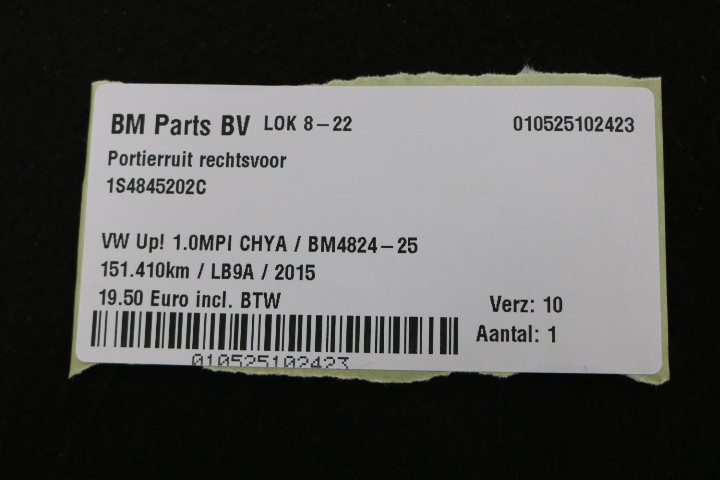 BM Parts BV LOK 8-22 010525102423
Portierruit rechtsvoor
1S4845202C
VW Up! 1.0MPI CHYA / BM4824-25
151.410km / LB9A / 2015
19.50 Euro incl. BTW Verz: 10
Aantal: 1
010525102423